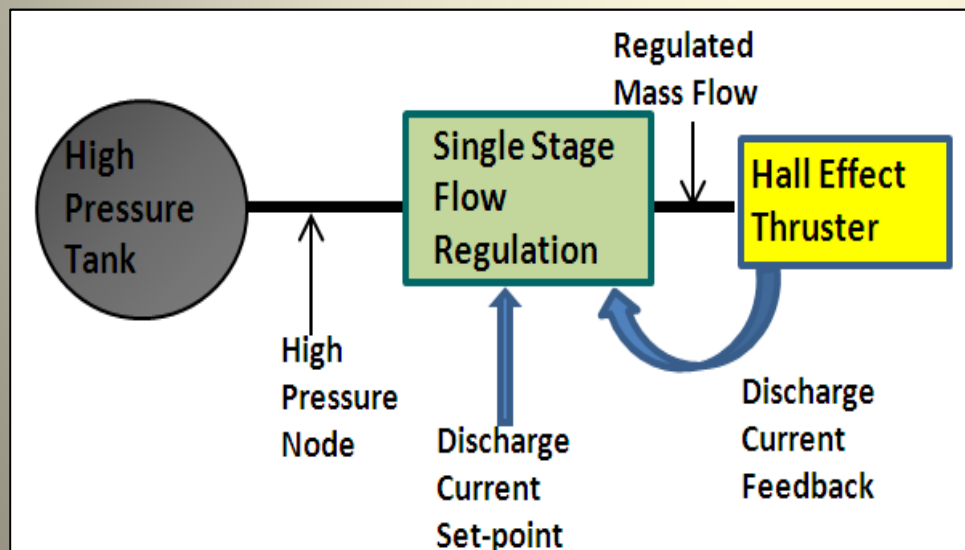 High
Pressure
Tank
High
Pressure
Node
Single Stage
Flow
Regulation
Discharge
Current
Set-point
Regulated
Mass Flow
Hall Effect
Thruster
Discharge
Current
Feedback